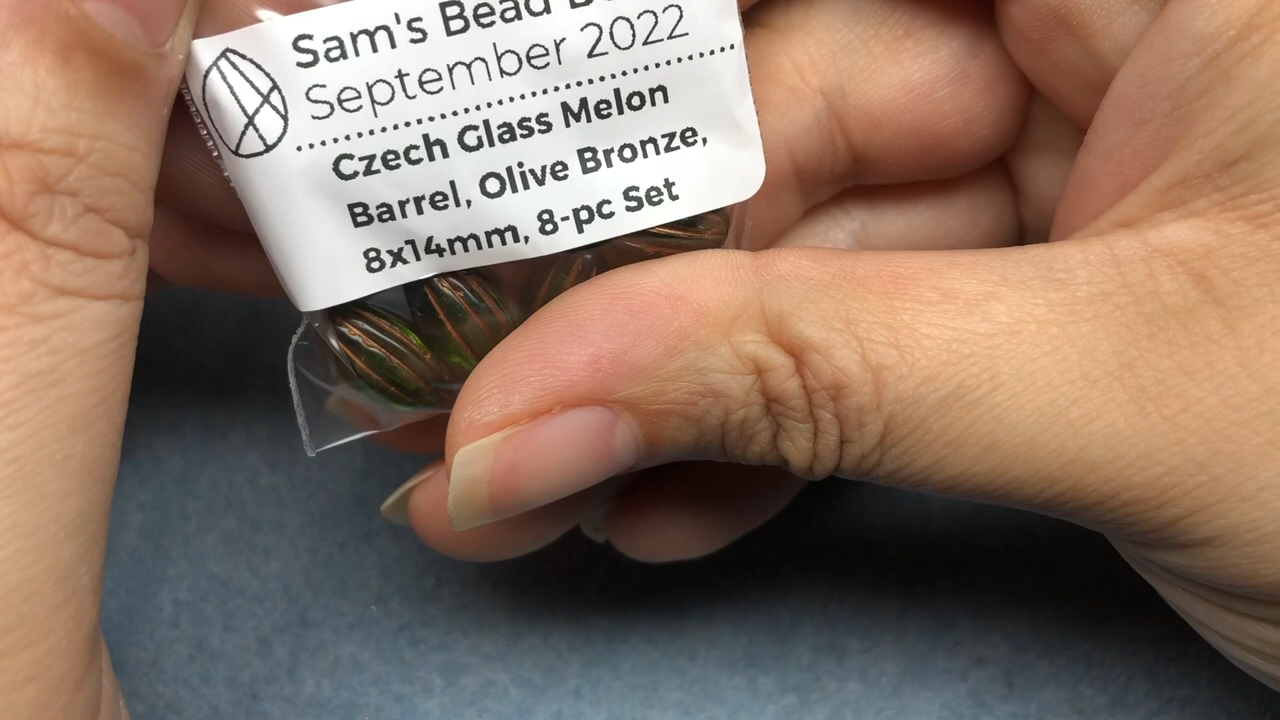 Sam's Bead
September 2022
Czech Glass Melon
Barrel, Olive Bronze,
8x14mm, 8-pc Set